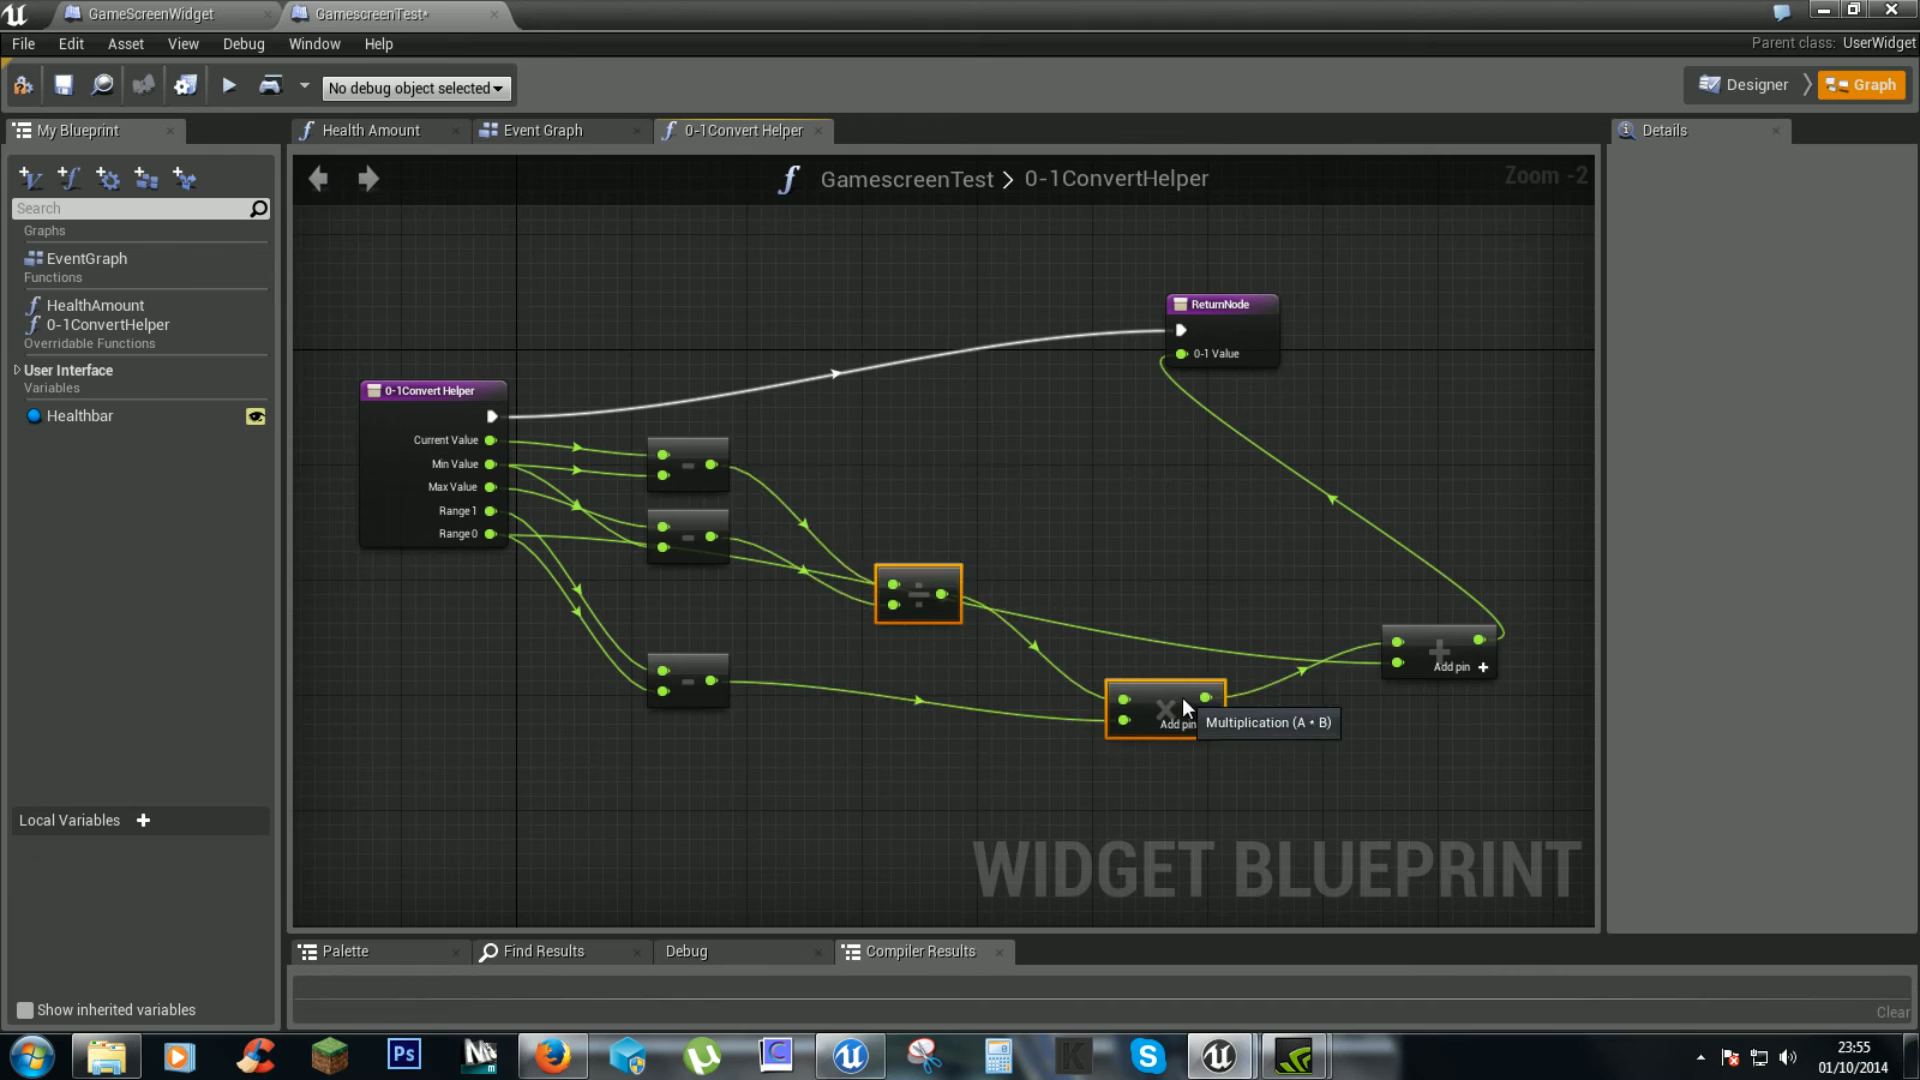 GameScreenWidget
GamescreenTest*
File Edit Asset View Debug Window Help
Parent class: UserWidget
No debug object selected
Designer
Graph
My Blueprint
Health Amount
Event Graph
0-1Convert Helper
Details
GamescreenTest > 0-1ConvertHelper
Zoom -2
Search
Graphs
EventGraph
Functions
HealthAmount
0-1ConvertHelper
Overridable Functions
User Interface
Variables
Healthbar
ReturnNode
0-1 Value
0-1Convert Helper
Current Value
Min Value
Max Value
Range 1
Range 0
Add pin
Add pin
Multiplication (A * B)
WIDGET BLUEPRINT
Local Variables
Show inherited variables
Palette
Find Results
Debug
Compiler Results
Clear
Ps
23:55
01/10/2014